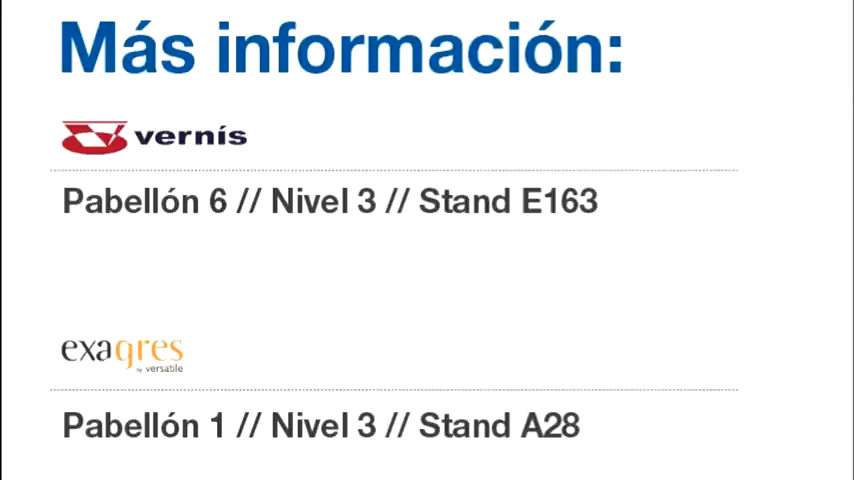 Más información:
vernís
Pabellón 6 // Nivel 3 // Stand E163
exagres
by versatile
Pabellón 1 // Nivel 3 // Stand A28